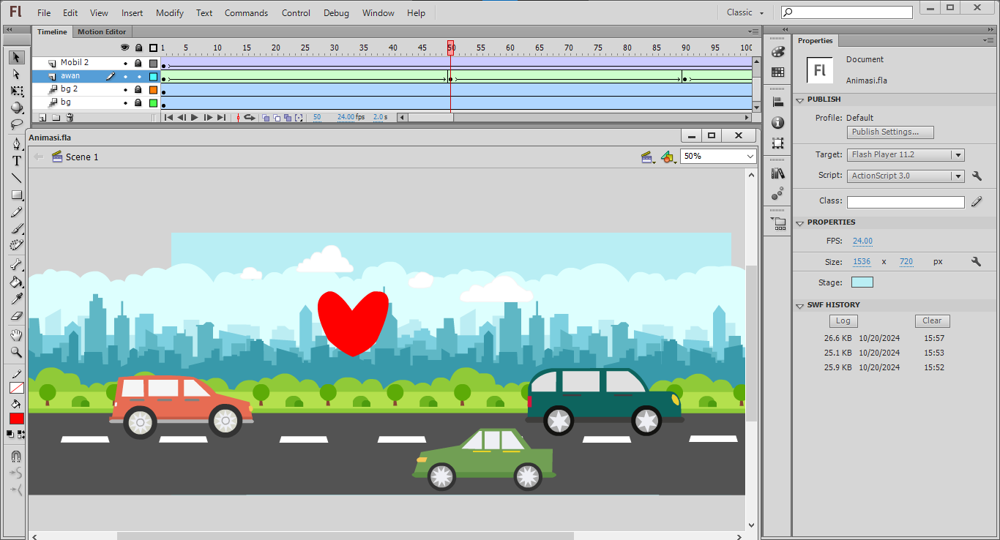 Fl File Edit View Insert Modify Text Commands Control Debug Window Help Classic
Timeline Motion Editor
1 5 10 15 20 25 30 35 40 45 50 55 60 65 70 75 80 85 90 95 100
Mobil 2
awan
bg 2
bg
50 24.00 fps 2.0 s
Animasi.fla
Scene 1 50%
T
Properties
Fl
Document
Animasi.fla
PUBLISH
Profile: Default
Publish Settings...
Target: Flash Player 11.2
Script: ActionScript 3.0
Class:
PROPERTIES
FPS: 24.00
Size: 1536 x 720 px
Stage:
SWF HISTORY
Log Clear
26.6 KB 10/20/2024 15:57
25.1 KB 10/20/2024 15:53
25.9 KB 10/20/2024 15:52